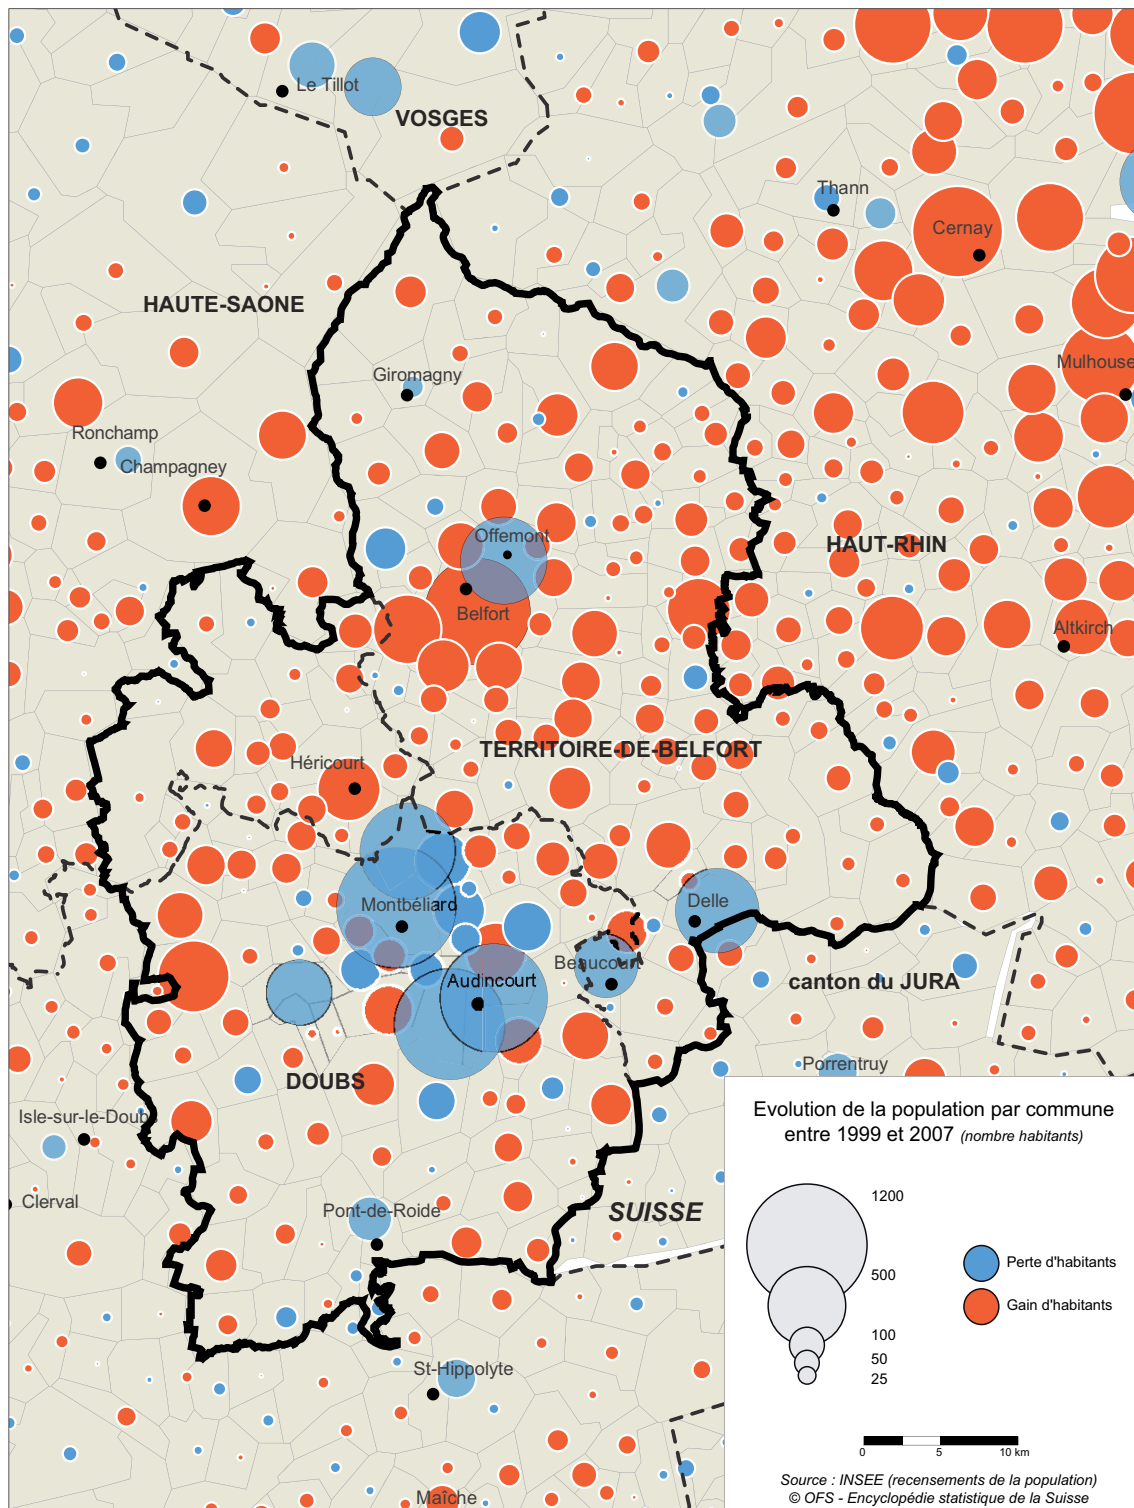 Le Tillot
VOSGES
Thann
Cernay
HAUTE-SAONE
Mulhouse
Giromagny
Ronchamp
Champagney
Offemont
HAUT-RHIN
Belfort
Altkirch
TERRITOIRE-DE-BELFORT
Héricourt
Montbéliard
Delle
Beaucourt
Audincourt
canton du JURA
Porrentruy
DOUBS
Isle-sur-le-Doubs
Clerval
Pont-de-Roide
SUISSE
St-Hippolyte
Maîche
Evolution de la population par commune
entre 1999 et 2007 (nombre habitants)
1200
500
100
50
25
Perte d'habitants
Gain d'habitants
0 5 10 km
Source : INSEE (recensements de la population)
© OFS - Encyclopédie statistique de la Suisse